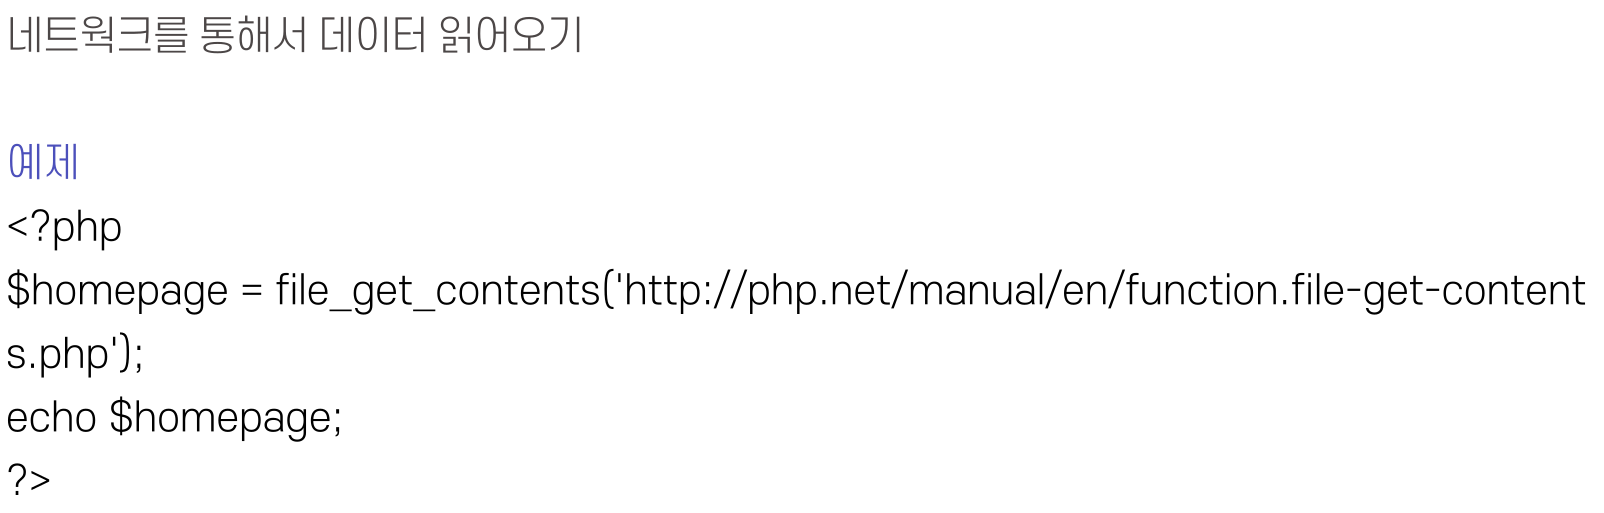 네트웍크를 통해서 데이터 읽어오기
예제
<?php
$homepage = file_get_contents('http://php.net/manual/en/function.file-get-content
s.php');
echo $homepage;
?>